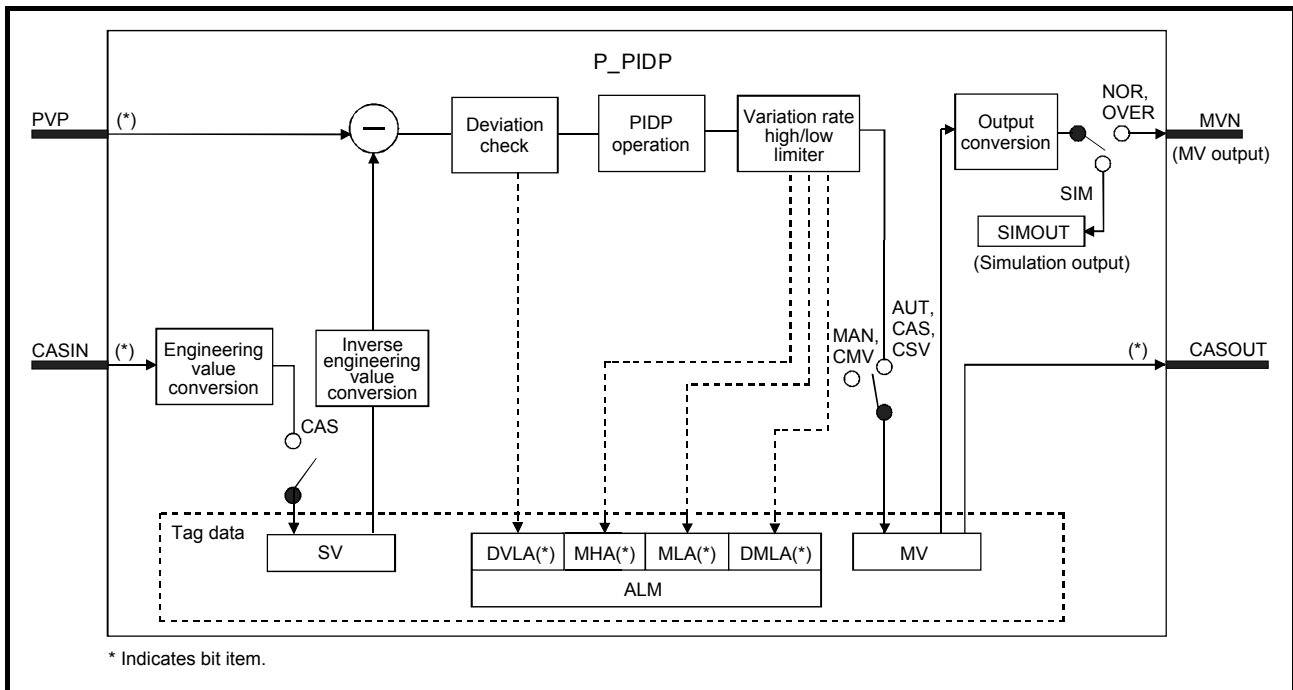 P_PIDP
PVP
(*)
Deviation
check
PIDP
operation
Variation rate
high/low
limiter
Output
conversion
NOR,
OVER
MVN
(MV output)
SIM
SIMOUT
(Simulation output)
CASIN
(*)
Engineering
value
conversion
CAS
Inverse
engineering
value
conversion
MAN,
CMV
AUT,
CAS,
CSV
(*)
CASOUT
Tag data
SV
DVLA(*)
MHA(*)
MLA(*)
DMLA(*)
ALM
MV
* Indicates bit item.